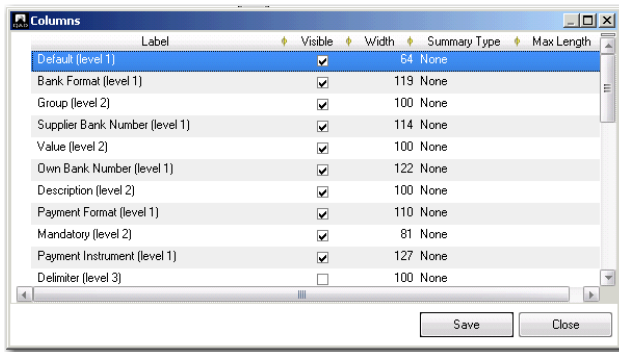 QAD Columns
Label Visible Width Summary Type Max Length
Default (level 1) 64 None
Bank Format (level 1) 119 None
Group (level 2) 100 None
Supplier Bank Number (level 1) 114 None
Value (level 2) 100 None
Own Bank Number (level 1) 122 None
Description (level 2) 100 None
Payment Format (level 1) 110 None
Mandatory (level 2) 81 None
Payment Instrument (level 1) 127 None
Delimiter (level 3) 100 None
Save Close